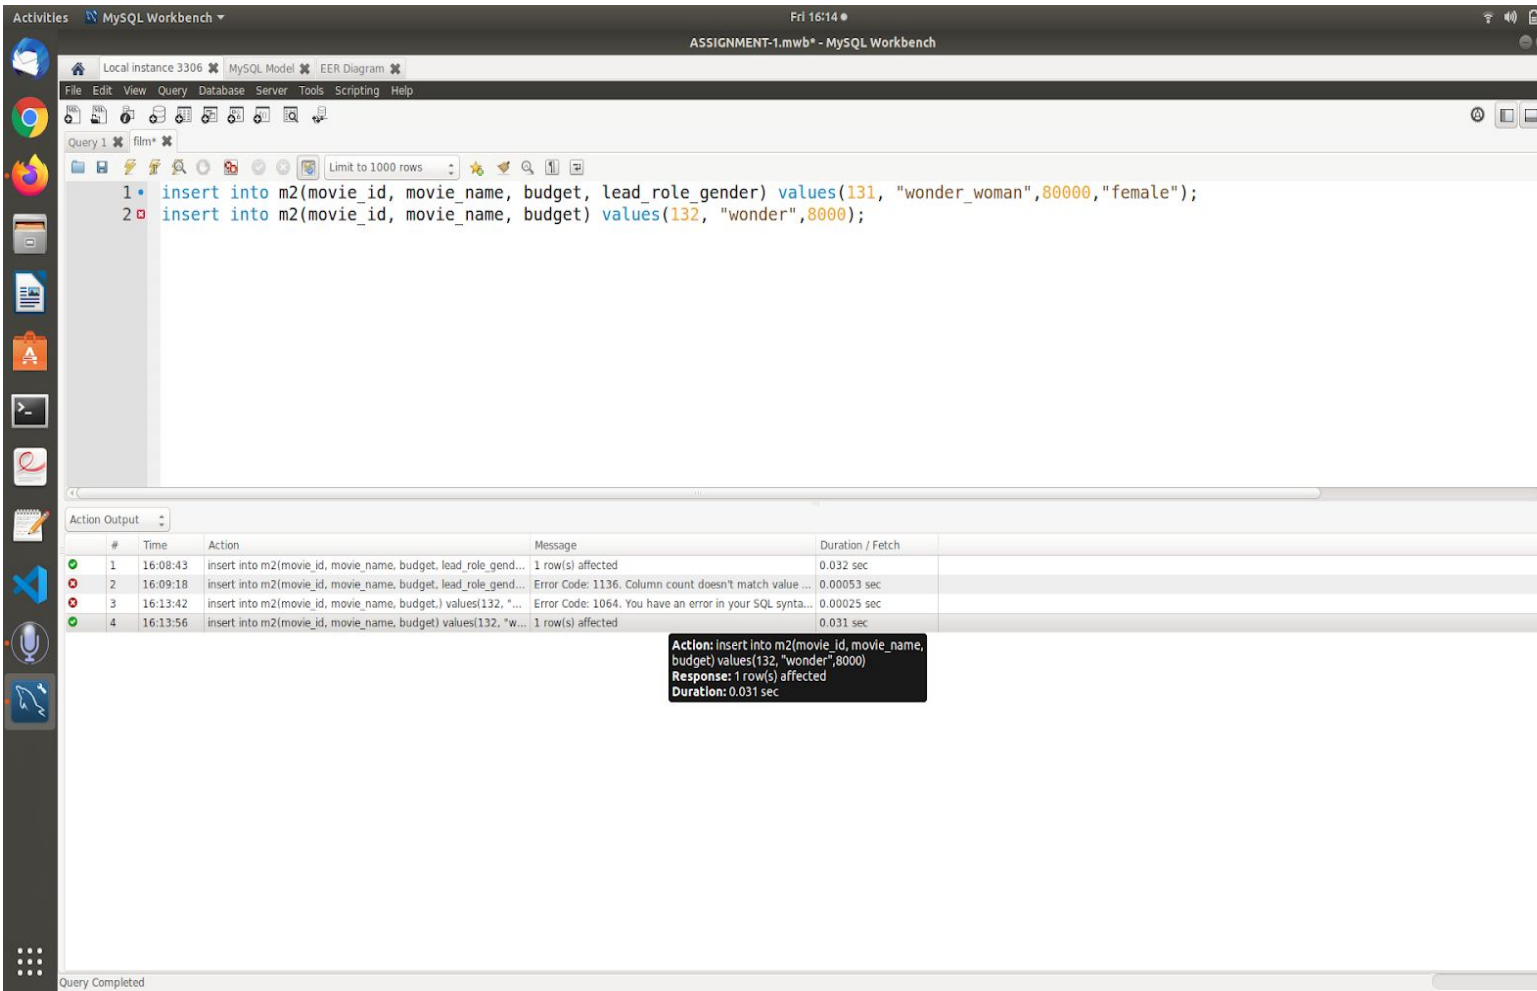 Activities MySQL Workbench Fri 16:14
ASSIGNMENT-1.mwb* - MySQL Workbench
Local instance 3306 MySQL Model EER Diagram
File Edit View Query Database Server Tools Scripting Help
Query 1 film*
Limit to 1000 rows
1 insert into m2(movie_id, movie_name, budget, lead_role_gender) values(131, "wonder_woman",80000,"female");
2 insert into m2(movie_id, movie_name, budget) values(132, "wonder",8000);
Action Output
# Time Action Message Duration / Fetch
1 16:08:43 insert into m2(movie_id, movie_name, budget, lead_role_gend... 1 row(s) affected 0.032 sec
2 16:09:18 insert into m2(movie_id, movie_name, budget, lead_role_gend... Error Code: 1136. Column count doesn't match value ... 0.00053 sec
3 16:13:42 insert into m2(movie_id, movie_name, budget,) values(132, "... Error Code: 1064. You have an error in your SQL synta... 0.00025 sec
4 16:13:56 insert into m2(movie_id, movie_name, budget) values(132, "w... 1 row(s) affected 0.031 sec
Action: insert into m2(movie_id, movie_name,
budget) values(132, "wonder",8000)
Response: 1 row(s) affected
Duration: 0.031 sec
Query Completed